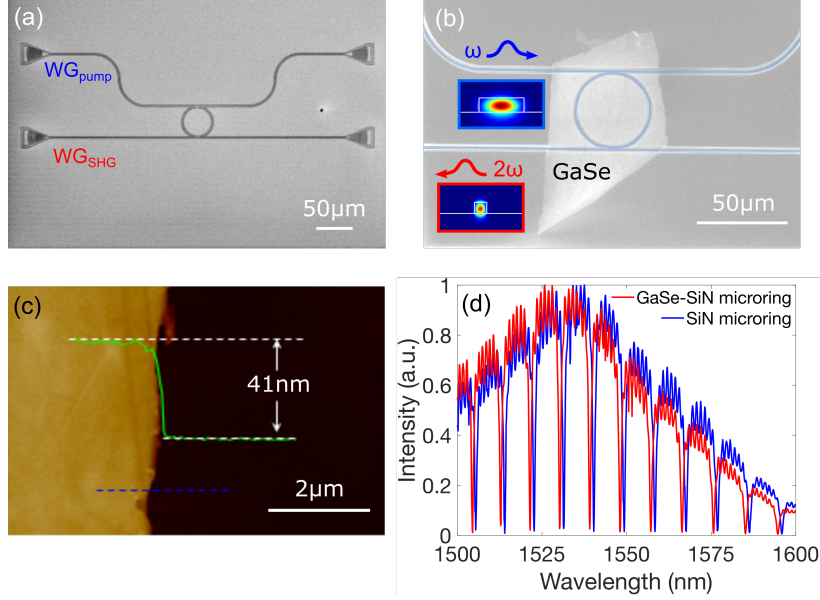 (a)
WGpump
WGSHG
50μm
(b)
ω
2ω
GaSe
50μm
(c)
41nm
2μm
(d)
GaSe-SiN microring
SiN microring
Intensity (a.u.)
1
0.8
0.6
0.4
0.2
0
1500 1525 1550 1575 1600
Wavelength (nm)